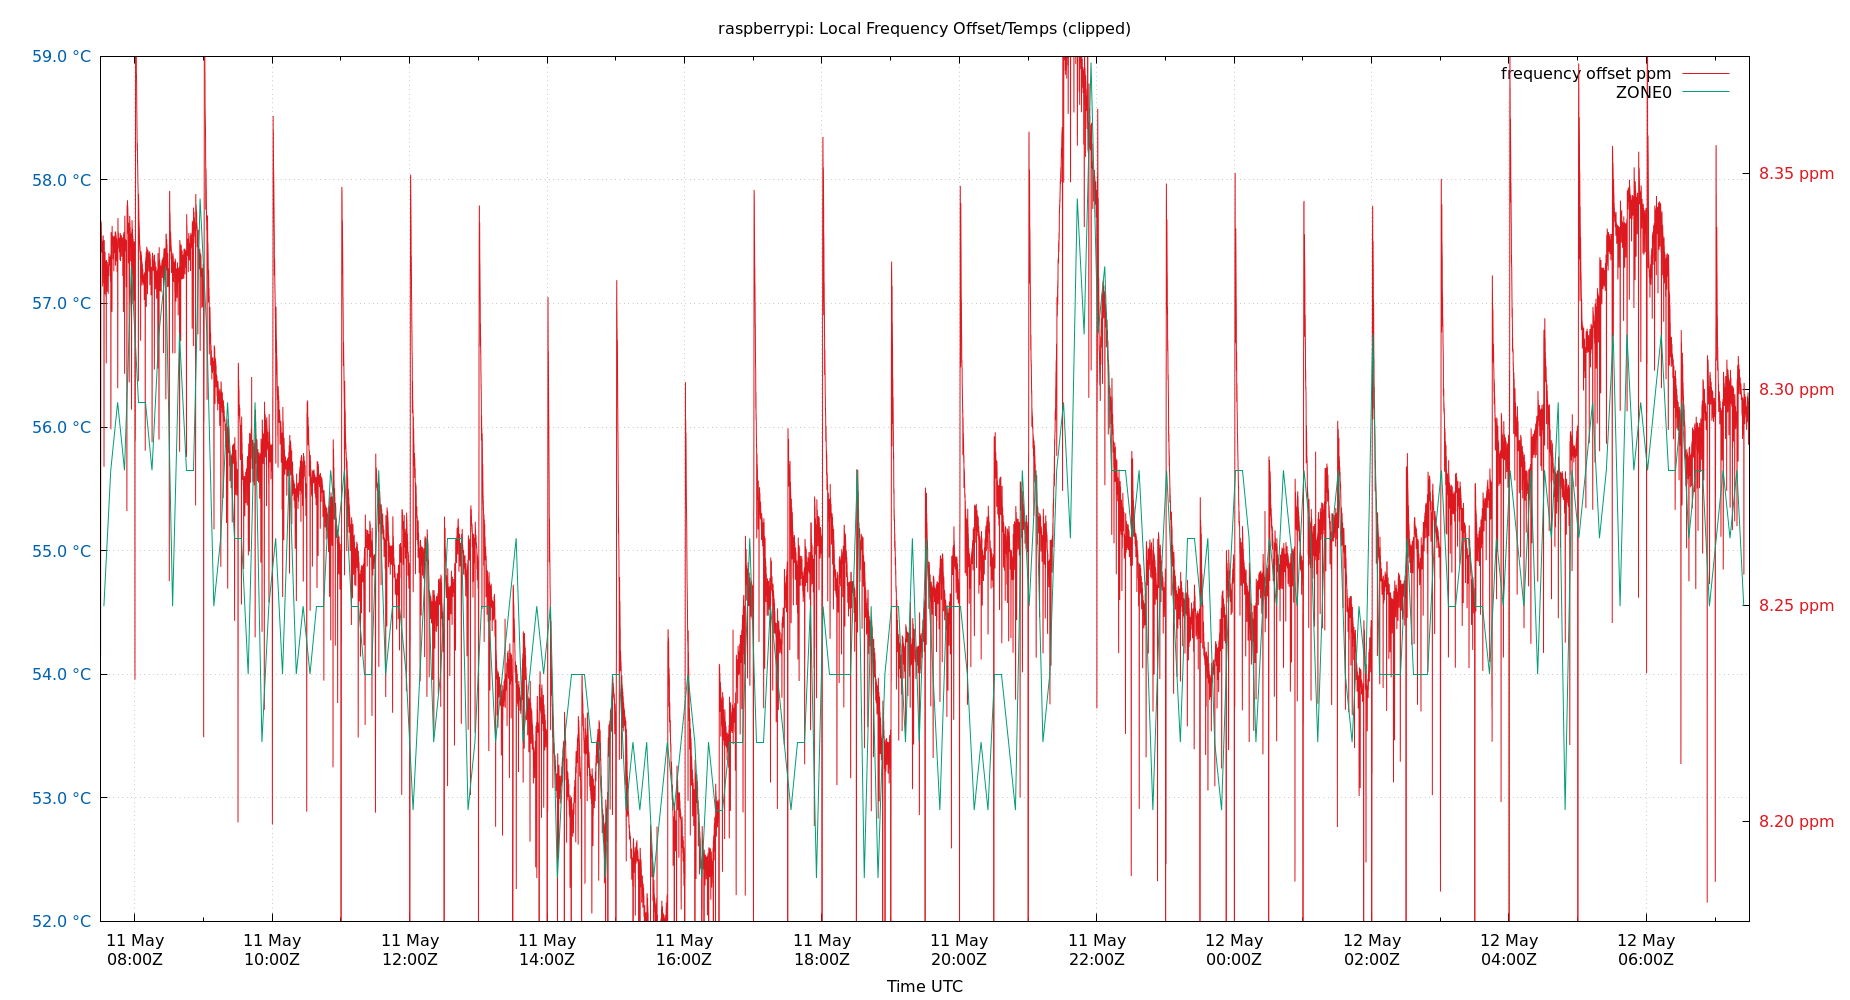 raspberrypi: Local Frequency Offset/Temps (clipped)
59.0 °C
58.0 °C
57.0 °C
56.0 °C
55.0 °C
54.0 °C
53.0 °C
52.0 °C
frequency offset ppm
ZONE0
8.35 ppm
8.30 ppm
8.25 ppm
8.20 ppm
11 May 11 May 11 May 11 May 11 May 11 May 11 May 11 May 12 May 12 May 12 May 12 May
08:00Z 10:00Z 12:00Z 14:00Z 16:00Z 18:00Z 20:00Z 22:00Z 00:00Z 02:00Z 04:00Z 06:00Z
Time UTC